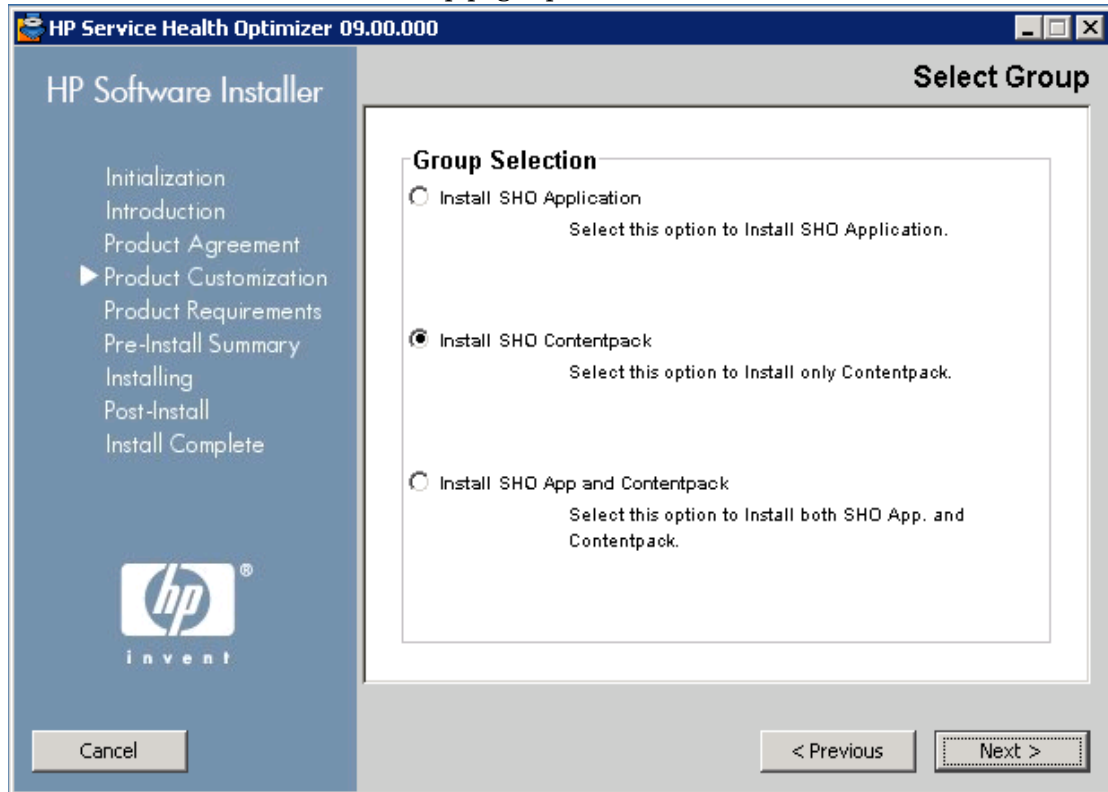 HP Service Health Optimizer 09.00.000
HP Software Installer
Select Group
Initialization
Introduction
Product Agreement
Product Customization
Product Requirements
Pre-Install Summary
Installing
Post-Install
Install Complete
hp®
invent
Group Selection
Install SHO Application
Select this option to Install SHO Application.
Install SHO Contentpack
Select this option to Install only Contentpack.
Install SHO App and Contentpack
Select this option to Install both SHO App. and
Contentpack.
Cancel
< Previous
Next >